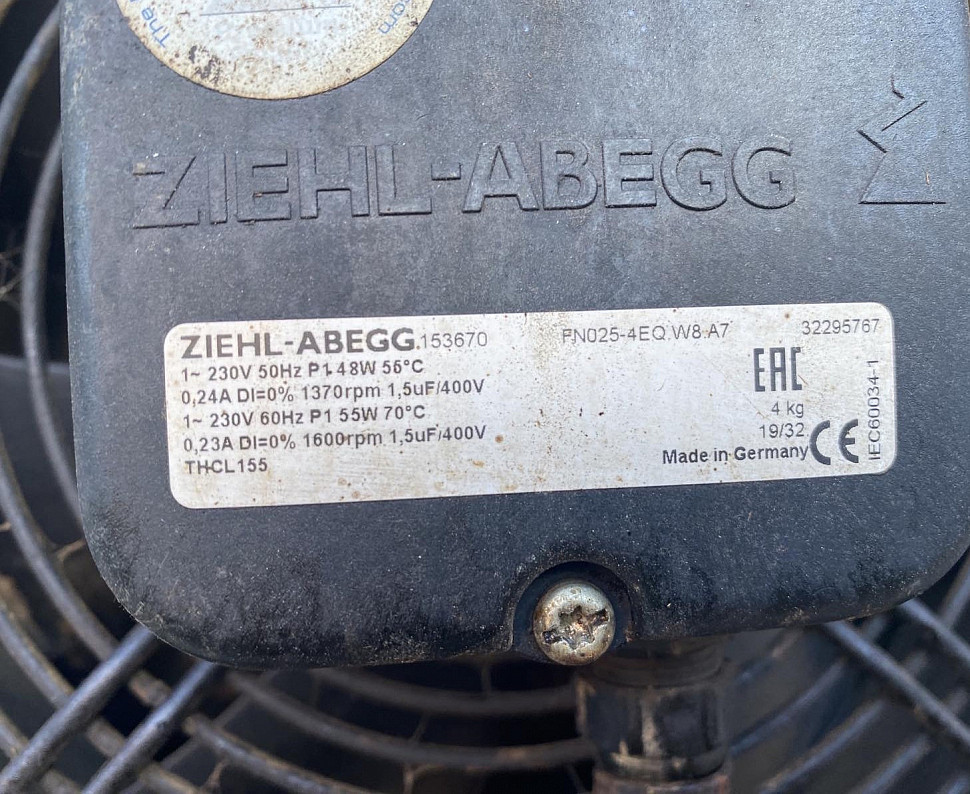 The
om
ZIEHL-ABEGG
ZIEHL-ABEGG 153670 FN025-4EQ.W8.A7 32295767
1~ 230V 50Hz P1 48W 55°C
0,24A DI=0% 1370rpm 1,5uF/400V
1~ 230V 60Hz P1 55W 70°C
0,23A DI=0% 1600rpm 1,5uF/400V
THCL155
EAC
4 kg
19/32
Made in Germany CE
IEC60034-1